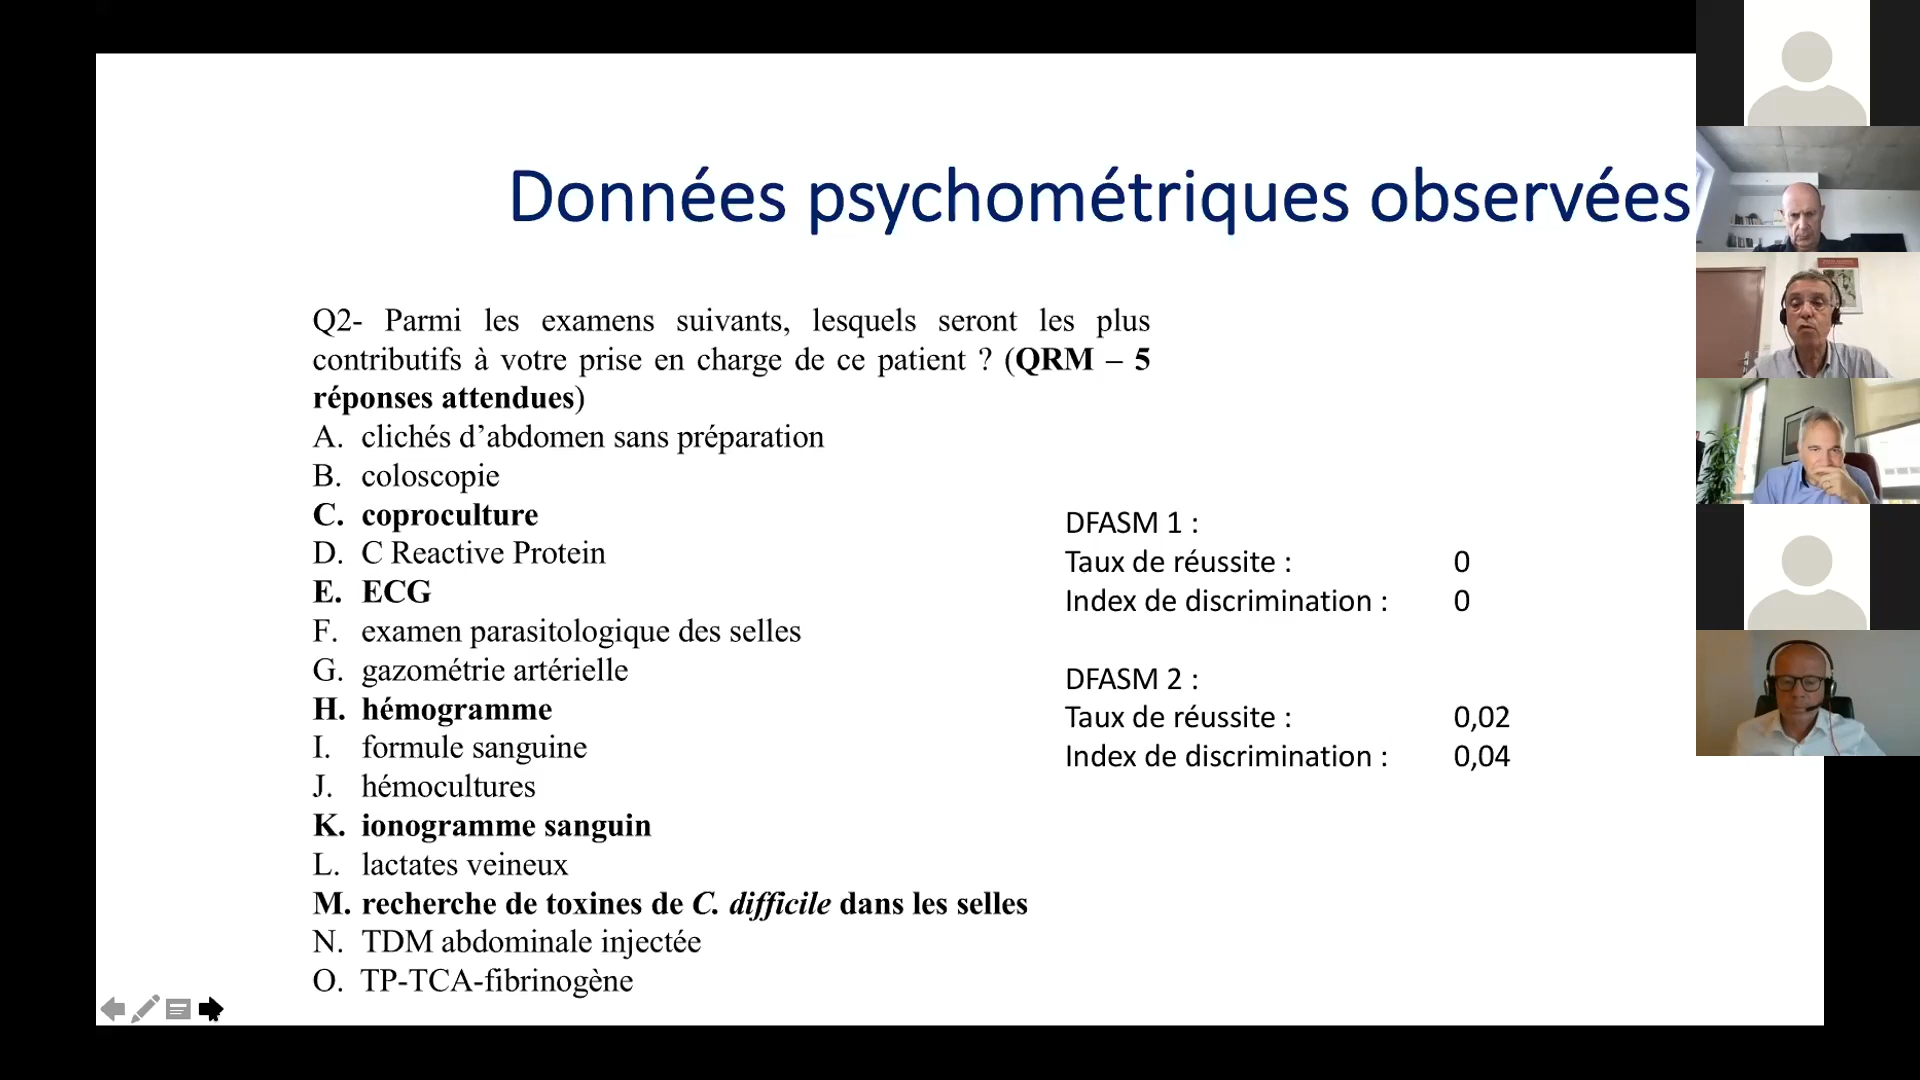 Données psychométriques observées
Q2- Parmi les examens suivants, lesquels seront les plus
contributifs à votre prise en charge de ce patient ? (QRM – 5
réponses attendues)
A. clichés d’abdomen sans préparation
B. coloscopie
C. coproculture
D. C Reactive Protein
E. ECG
F. examen parasitologique des selles
G. gazométrie artérielle
H. hémogramme
I. formule sanguine
J. hémocultures
K. ionogramme sanguin
L. lactates veineux
M. recherche de toxines de C. difficile dans les selles
N. TDM abdominale injectée
O. TP-TCA-fibrinogène
DFASM 1 :
Taux de réussite : 0
Index de discrimination : 0
DFASM 2 :
Taux de réussite : 0,02
Index de discrimination : 0,04